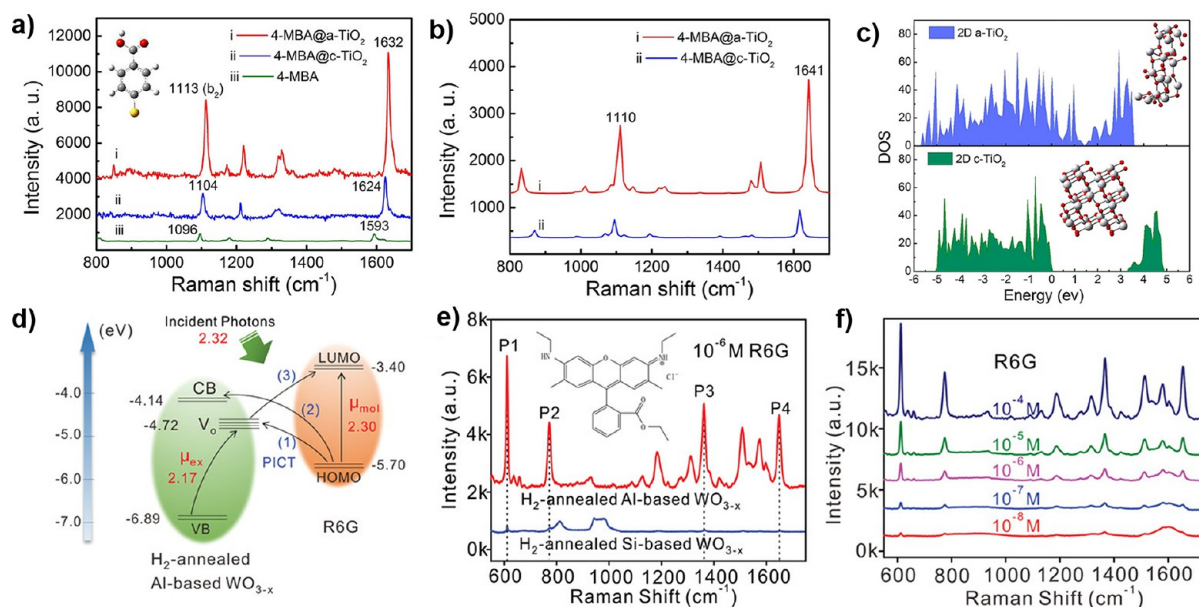 a)
Intensity (a. u.)
12000
10000
8000
6000
4000
2000
i 4-MBA@a-TiO2
ii 4-MBA@c-TiO2
iii 4-MBA
1632
1113 (b2)
i
1104
1624
ii
1096
1593
iii
800 1000 1200 1400 1600
Raman shift (cm-1)
b)
Intensity (a. u.)
5000
4000
3000
2000
1000
i 4-MBA@a-TiO2
ii 4-MBA@c-TiO2
1641
1110
i
ii
800 1000 1200 1400 1600
Raman shift (cm-1)
c)
DOS
80
60
40
20
0
2D a-TiO2
80
60
40
20
0
2D c-TiO2
-6 -5 -4 -3 -2 -1 0 1 2 3 4 5 6
Energy (ev)
d)
(eV)
Incident Photons
2.32
-4.0
-5.0
-6.0
-7.0
LUMO
-3.40
(3)
CB
-4.14
(2)
μmol
2.30
Vo
-4.72
(1)
PICT
μex
2.17
HOMO
-5.70
-6.89
VB
R6G
H2-annealed
Al-based WO3-x
e)
Intensity (a.u.)
8k
6k
4k
2k
0k
P1
10-6M R6G
HN
NH
Cl-
O
P2
P3
P4
H2-annealed Al-based WO3-x
H2-annealed Si-based WO3-x
600 800 1000 1200 1400 1600
Raman shift (cm-1)
f)
Intensity (a.u.)
15k
10k
5k
0k
R6G
10-4 M
10-5 M
10-6 M
10-7 M
10-8 M
600 800 1000 1200 1400 1600
Raman shift (cm-1)